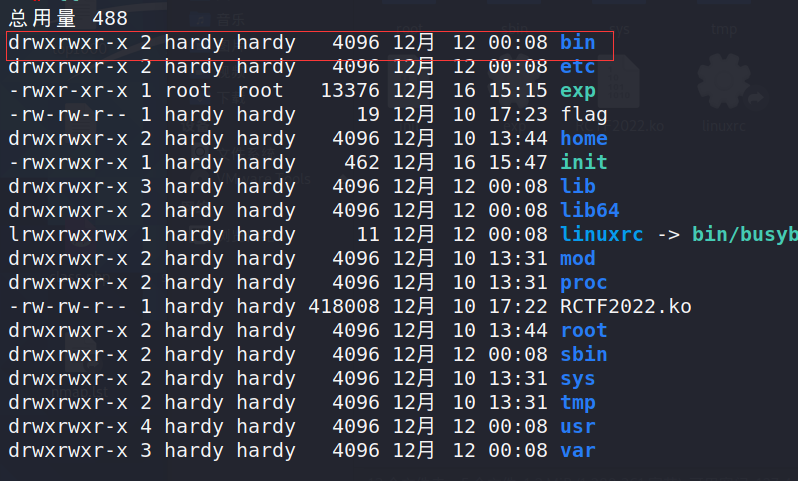 总用量 488
drwxrwxr-x 2 hardy hardy 4096 12月 12 00:08 bin
drwxrwxr-x 2 hardy hardy 4096 12月 12 00:08 etc
-rwxr-xr-x 1 root root 13376 12月 16 15:15 exp
-rw-rw-r-- 1 hardy hardy 19 12月 10 17:23 flag
drwxrwxr-x 2 hardy hardy 4096 12月 10 13:44 home
-rwxrwxr-x 1 hardy hardy 462 12月 16 15:47 init
drwxrwxr-x 3 hardy hardy 4096 12月 12 00:08 lib
drwxrwxr-x 2 hardy hardy 4096 12月 12 00:08 lib64
lrwxrwxrwx 1 hardy hardy 11 12月 12 00:08 linuxrc -> bin/busyb
drwxrwxr-x 2 hardy hardy 4096 12月 10 13:31 mod
drwxrwxr-x 2 hardy hardy 4096 12月 10 13:31 proc
-rw-rw-r-- 1 hardy hardy 418008 12月 10 17:22 RCTF2022.ko
drwxrwxr-x 2 hardy hardy 4096 12月 10 13:44 root
drwxrwxr-x 2 hardy hardy 4096 12月 12 00:08 sbin
drwxrwxr-x 2 hardy hardy 4096 12月 10 13:31 sys
drwxrwxr-x 2 hardy hardy 4096 12月 10 13:31 tmp
drwxrwxr-x 4 hardy hardy 4096 12月 12 00:08 usr
drwxrwxr-x 3 hardy hardy 4096 12月 12 00:08 var